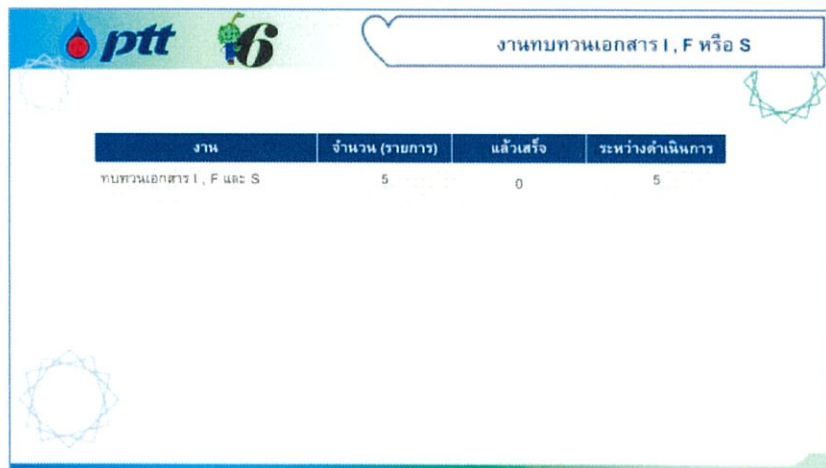 ptt 6
งานทบทวนเอกสาร I , F หรือ S
งาน จำนวน (รายการ) แล้วเสร็จ ระหว่างดำเนินการ
ทบทวนเอกสาร I , F และ S 5 0 5